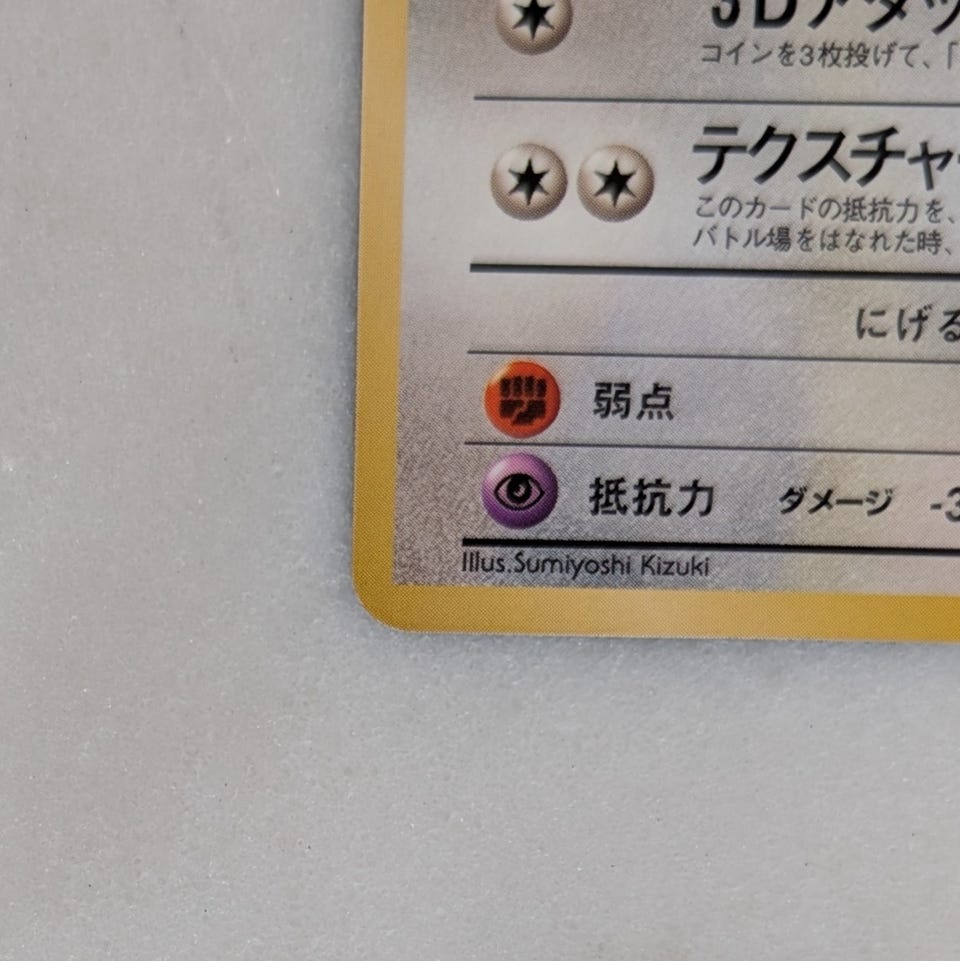 3Dアタッ
コインを3枚投げて、「
テクスチャー
このカードの抵抗力を、
バトル場をはなれた時、
にげる
弱点
抵抗力 ダメージ -3
Illus.Sumiyoshi Kizuki